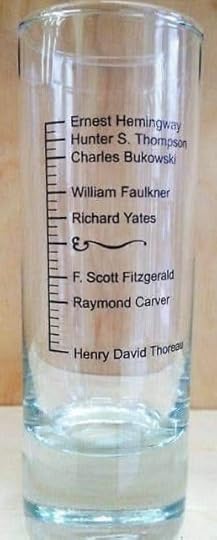 Ernest Hemingway
Hunter S. Thompson
Charles Bukowski
William Faulkner
Richard Yates
&
F. Scott Fitzgerald
Raymond Carver
Henry David Thoreau